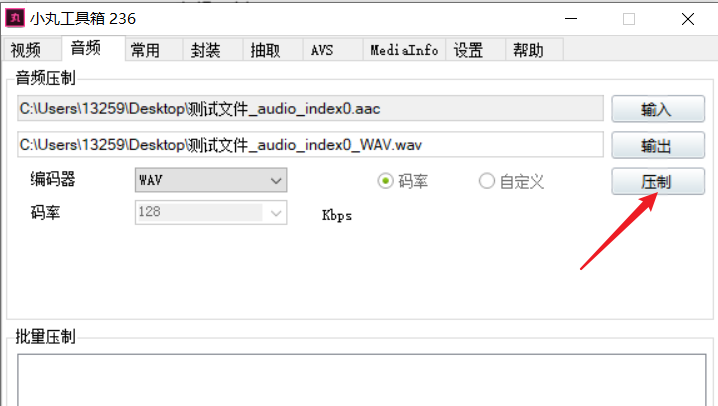 小丸工具箱 236
视频 音频 常用 封装 抽取 AVS MediaInfo 设置 帮助
音频压制
C:\Users\13259\Desktop\测试文件_audio_index0.aac 输入
C:\Users\13259\Desktop\测试文件_audio_index0_WAV.wav 输出
编码器 WAV 码率 自定义 压制
码率 128 Kbps
批量压制